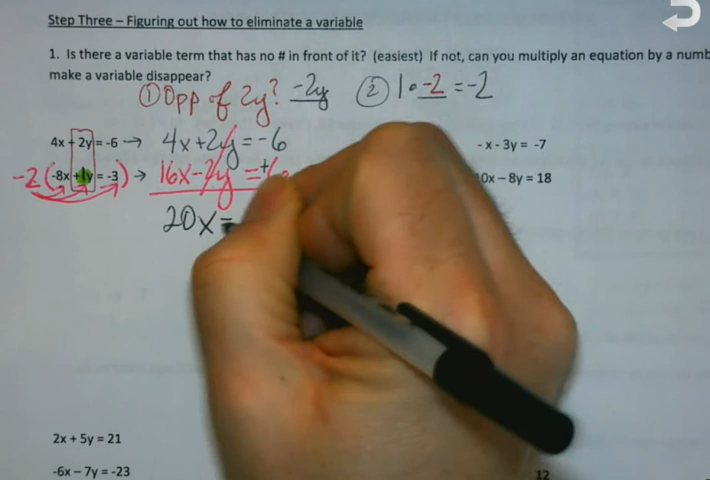 Step Three – Figuring out how to eliminate a variable
1. Is there a variable term that has no # in front of it? (easiest) If not, can you multiply an equation by a numb
make a variable disappear?
① Opp of 2y? -2y ② 1 • -2 = -2
4x + 2y = -6 → 4x + 2y = -6
-2 ( -8x + 1y = -3 ) → 16x - 2y = +6
20x =
- x - 3y = -7
0x – 8y = 18
2x + 5y = 21
-6x – 7y = -23
12